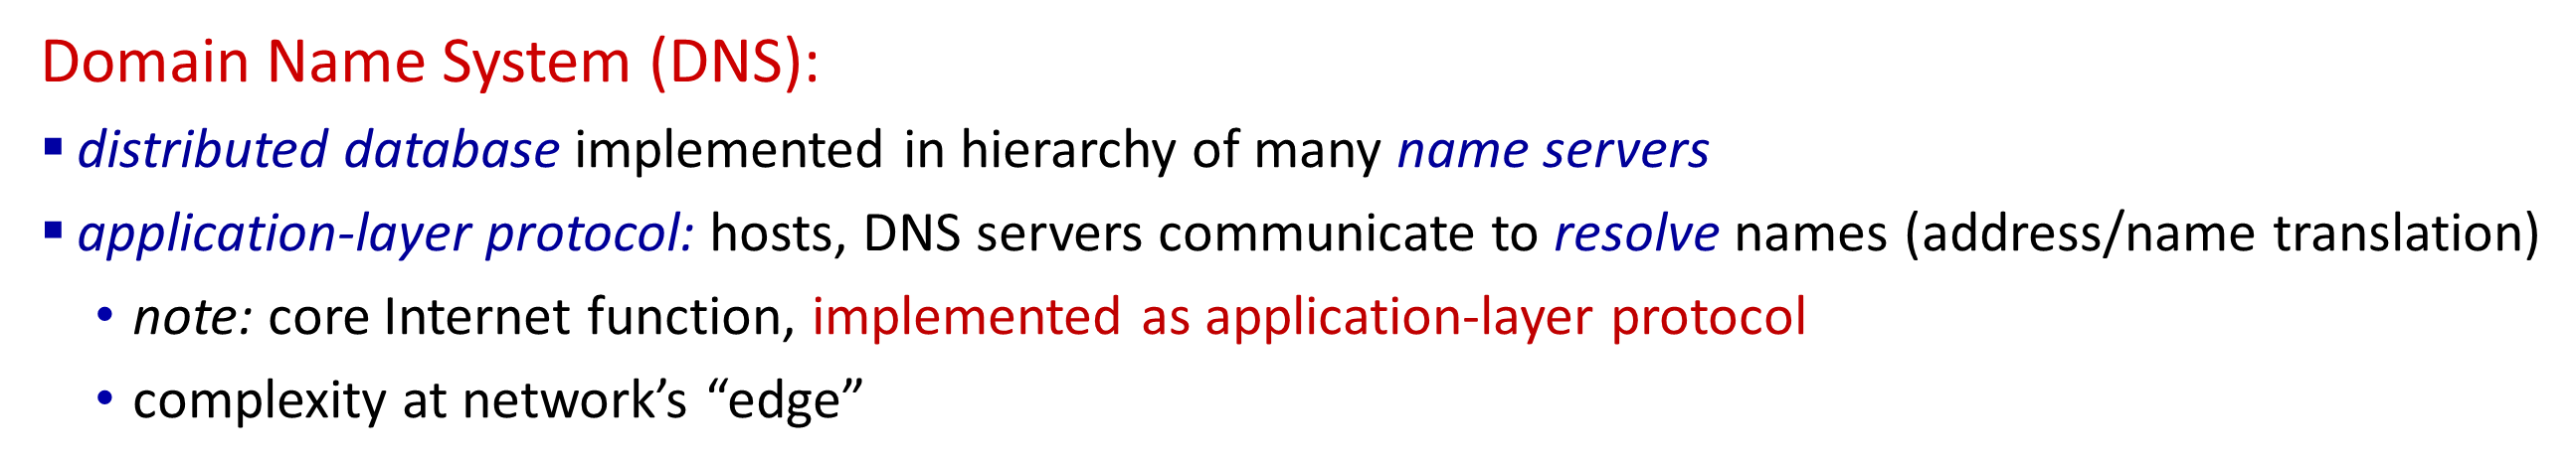 Domain Name System (DNS):
▪ distributed database implemented in hierarchy of many name servers
▪ application-layer protocol: hosts, DNS servers communicate to resolve names (address/name translation)
• note: core Internet function, implemented as application-layer protocol
• complexity at network’s “edge”